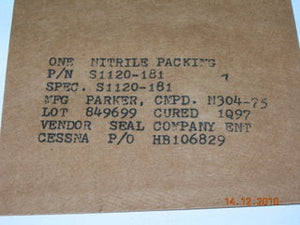 ONE NITRILE PACKING
P/N S1120-181
SPEC. S1120-181
MFG PARKER, CMPD. N304-75
LOT 849699 CURED 1Q97
VENDOR SEAL COMPANY ENT
CESSNA P/O HB106829
14.12.2010